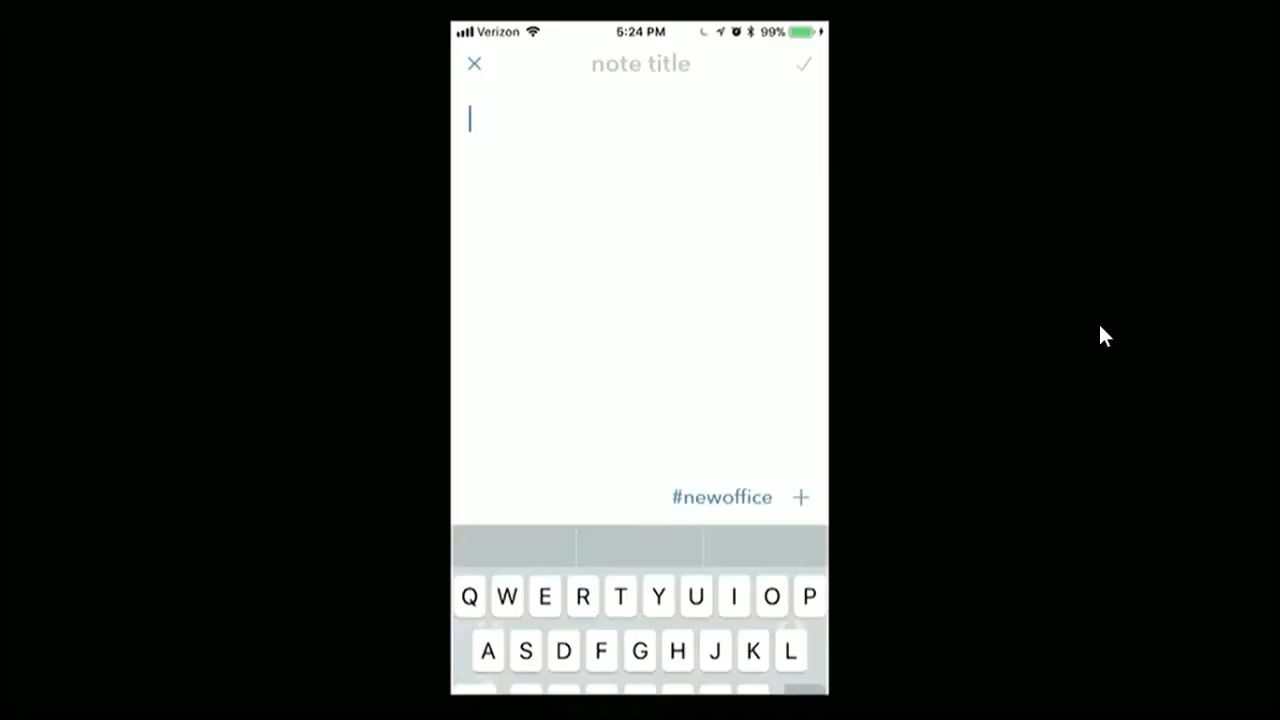 Verizon 5:24 PM 99%
note title
#newoffice
Q W E R T Y U I O P
A S D F G H J K L